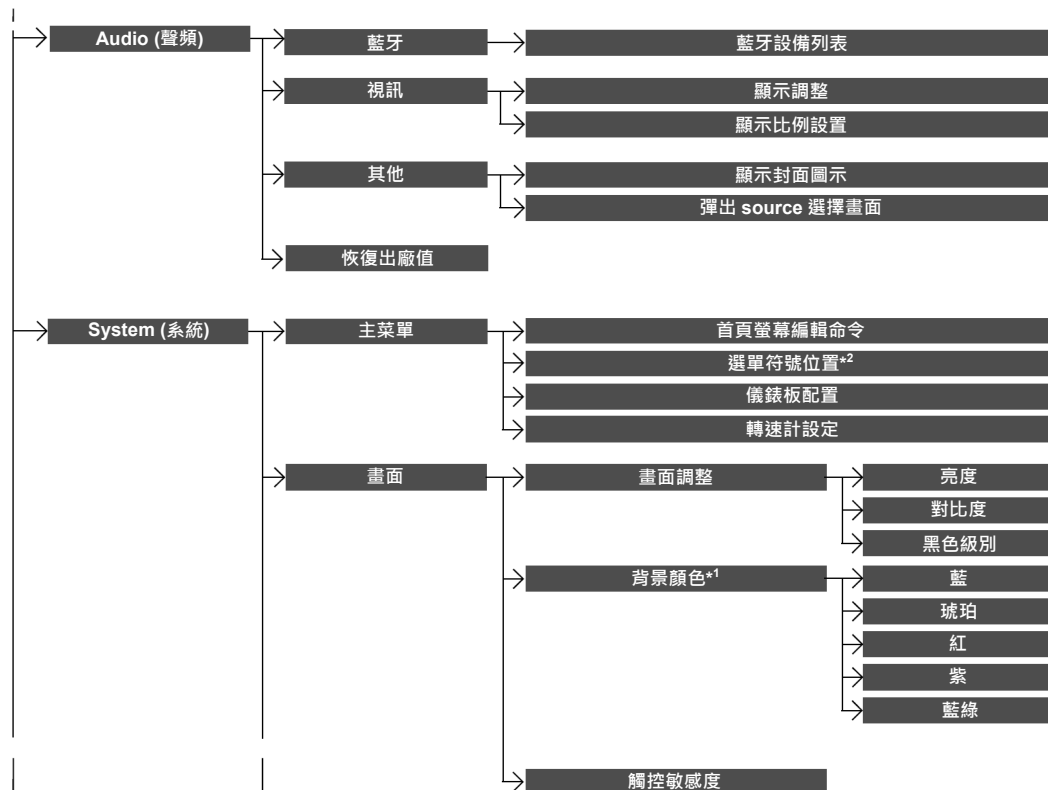 Audio (聲頻)
藍牙
藍牙設備列表
視訊
顯示調整
顯示比例設置
其他
顯示封面圖示
彈出 source 選擇畫面
恢復出廠值
System (系統)
主菜單
首頁螢幕編輯命令
選單符號位置*2
儀錶板配置
轉速計設定
畫面
畫面調整
亮度
對比度
黑色級別
背景顏色*1
藍
琥珀
紅
紫
藍綠
觸控敏感度